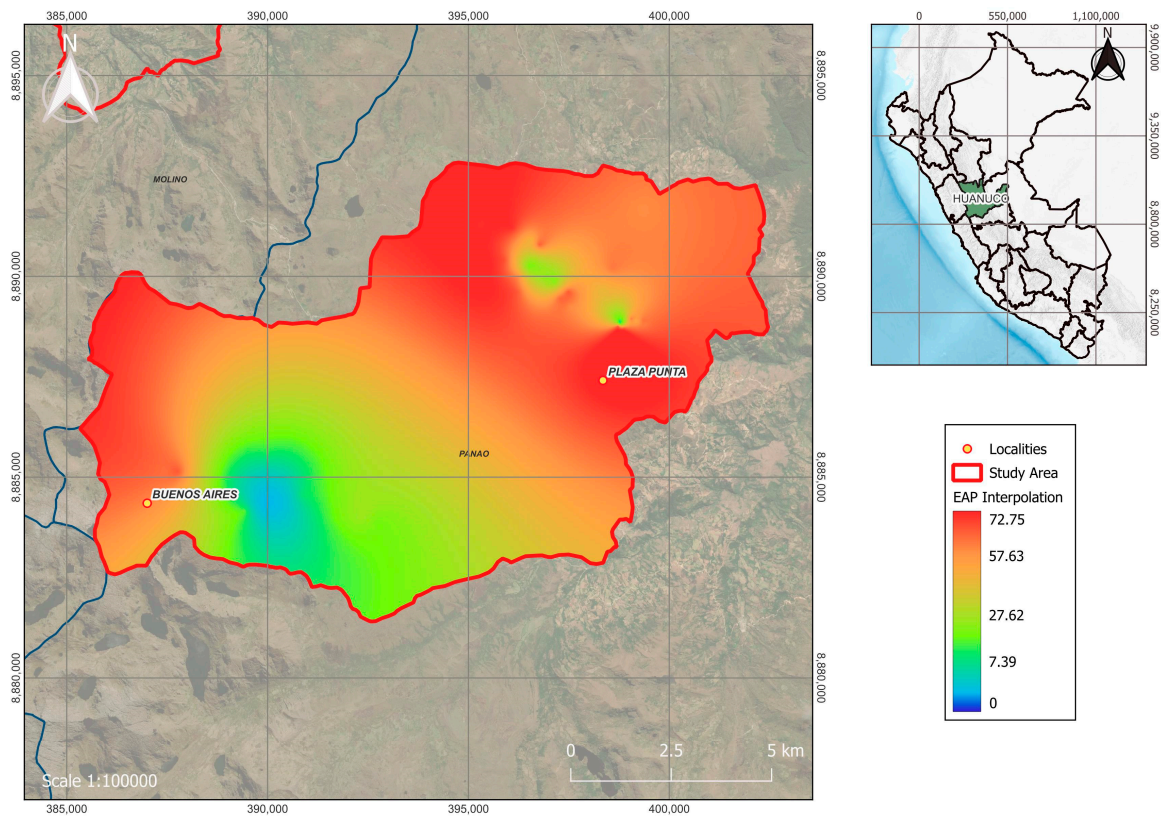 385,000 390,000 395,000 400,000
8,895,000
8,890,000
8,885,000
8,880,000
N
MOLINO
PLAZA PUNTA
PANAO
BUENOS AIRES
Scale 1:100000
0 2.5 5 km
8,895,000
8,890,000
8,885,000
8,880,000
385,000 390,000 395,000 400,000
0 550,000 1,100,000
N
HUANUCO
9,900,000
9,350,000
8,800,000
8,250,000
Localities
Study Area
EAP Interpolation
72.75
57.63
27.62
7.39
0